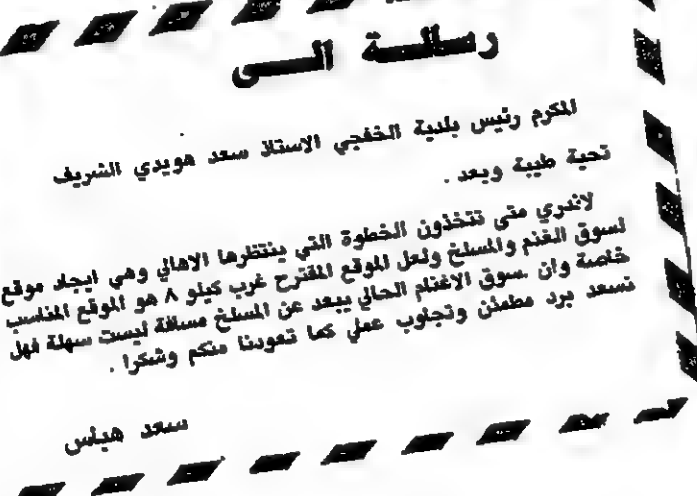 رسالة الى
المكرم رئيس بلدية الخفجي الاستاذ سعد هويدي الشريف
تحية طيبة وبعد .
لاندري متى تتخذون الخطوة التي ينتظرها الاهالي وهي ايجاد موقع
لسوق الغنم والمسلخ ولعل الموقع المقترح غرب كيلو ٨ هو الموقع المناسب
خاصة وان سوق الاغنام الحالي يبعد عن المسلخ مسافة ليست سهلة فهل
نسعد برد مطمئن وتجاوب عملي كما تعودنا منكم وشكرا .
سعد هباس